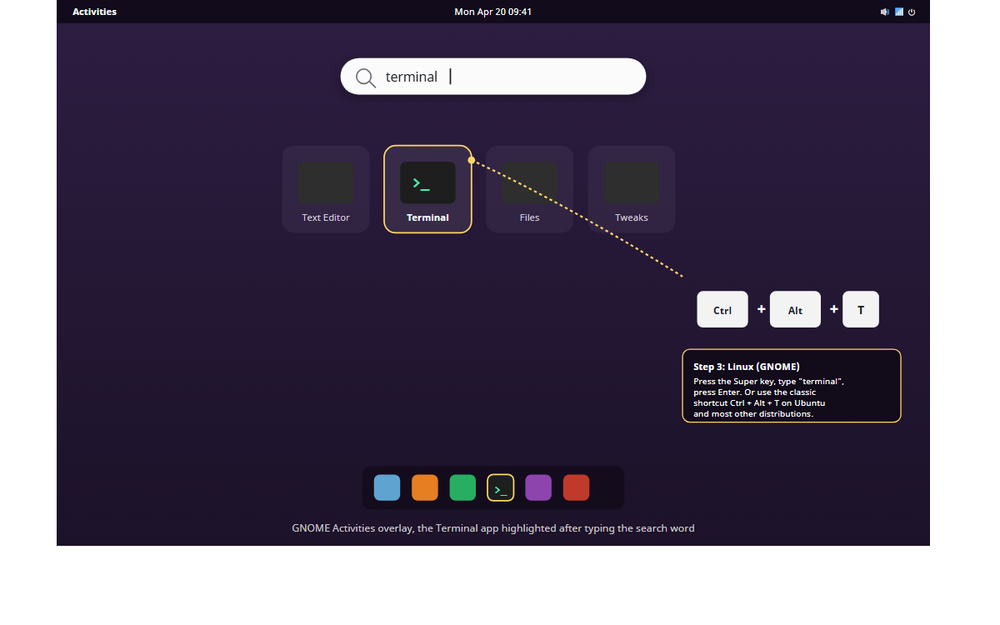 Activities
Mon Apr 20 09:41
terminal
>_
Text Editor
Terminal
Files
Tweaks
Ctrl + Alt + T
Step 3: Linux (GNOME)
Press the Super key, type "terminal",
press Enter. Or use the classic
shortcut Ctrl + Alt + T on Ubuntu
and most other distributions.
>_
GNOME Activities overlay, the Terminal app highlighted after typing the search word